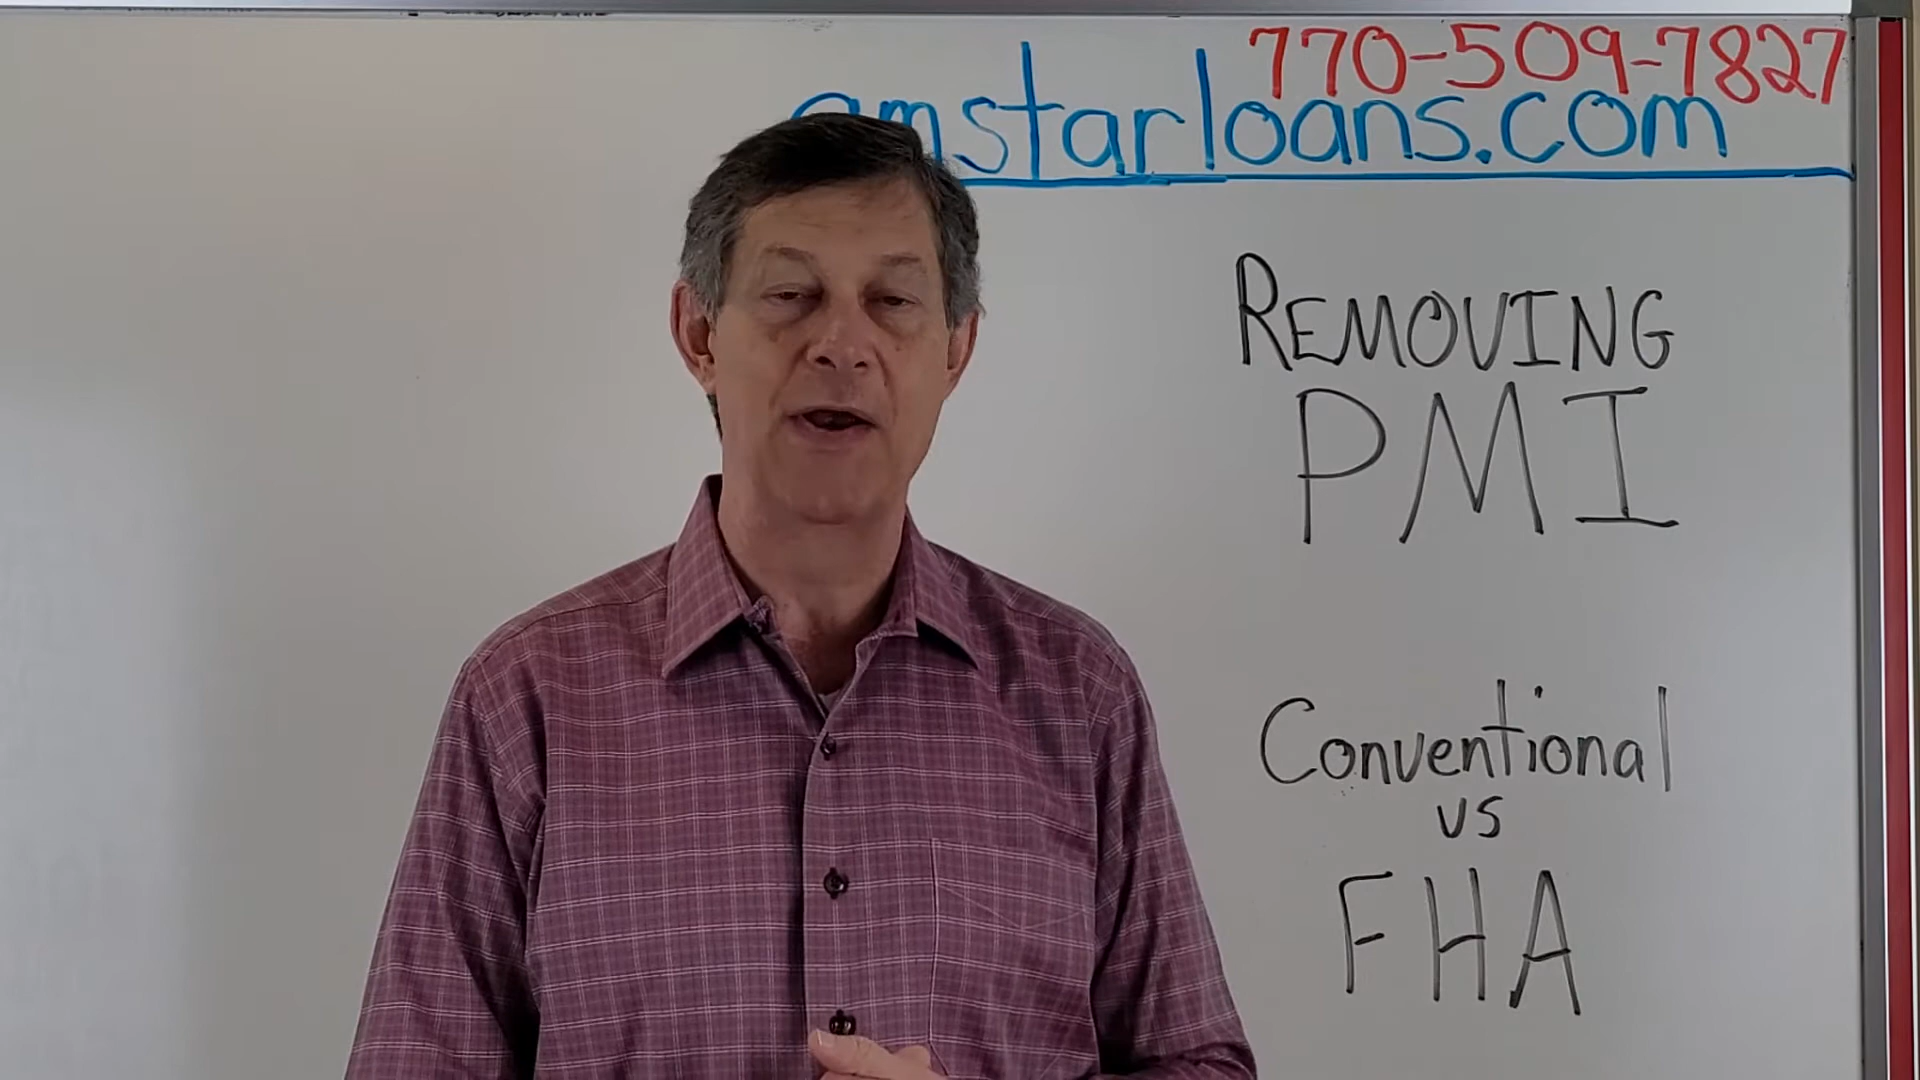 770-509-7827
amstarloans.com
REMOVING
PMI
Conventional
vs
FHA